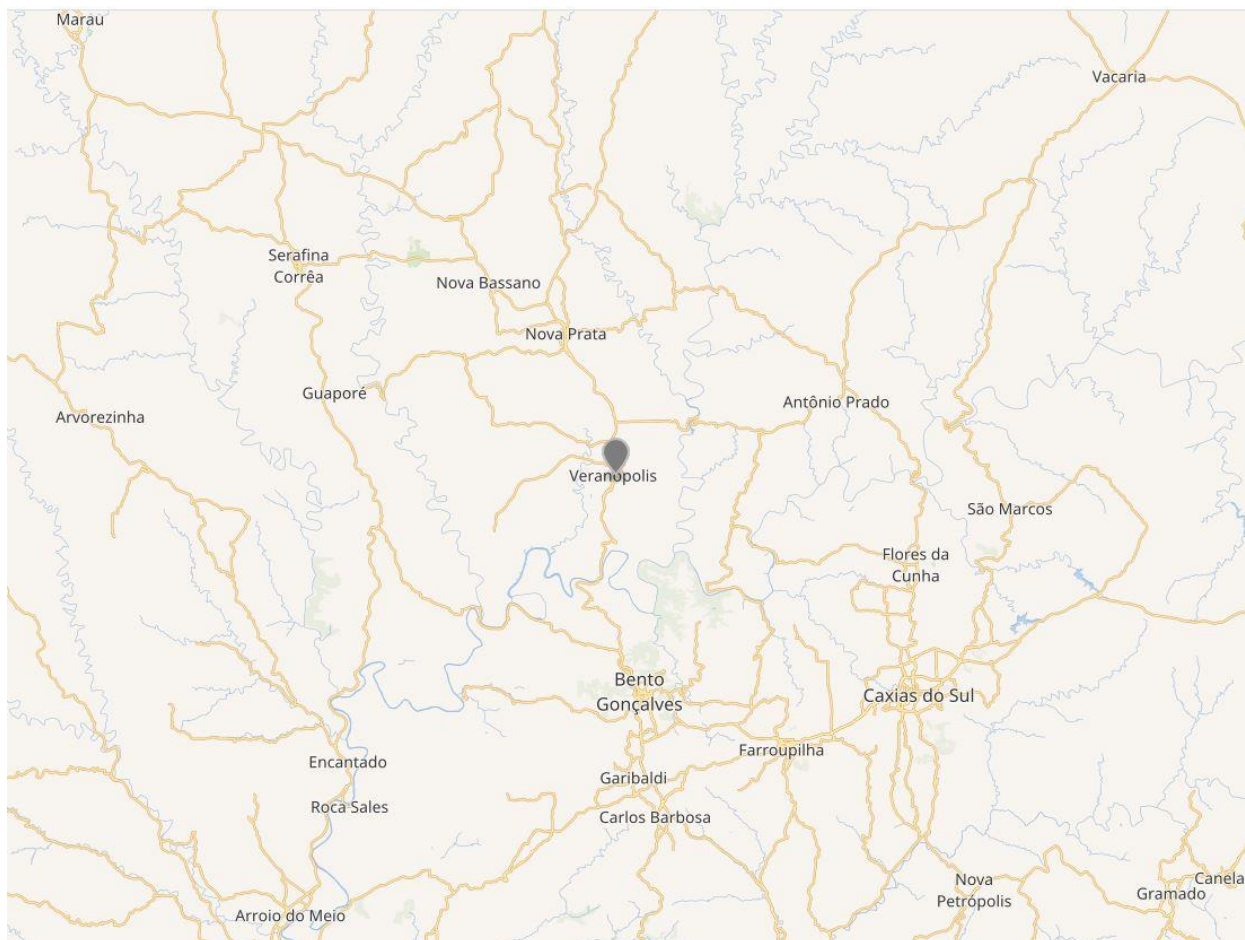 Marau
Vacaria
Serafina
Corrêa
Nova Bassano
Nova Prata
Guaporé
Antônio Prado
Arvorezinha
Veranópolis
São Marcos
Flores da
Cunha
Bento
Gonçalves
Caxias do Sul
Farroupilha
Encantado
Garibaldi
Roca Sales
Carlos Barbosa
Nova
Petrópolis
Canela
Gramado
Arroio do Meio